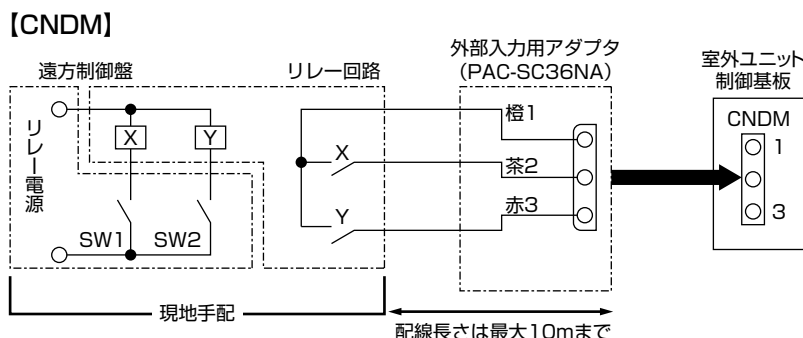 【CNDM】
遠方制御盤
リレー回路
外部入力用アダプタ
(PAC-SC36NA)
室外ユニット
制御基板
リレー電源
X
Y
SW1
SW2
X
Y
橙1
茶2
赤3
CNDM
1
3
現地手配
配線長さは最大10mまで